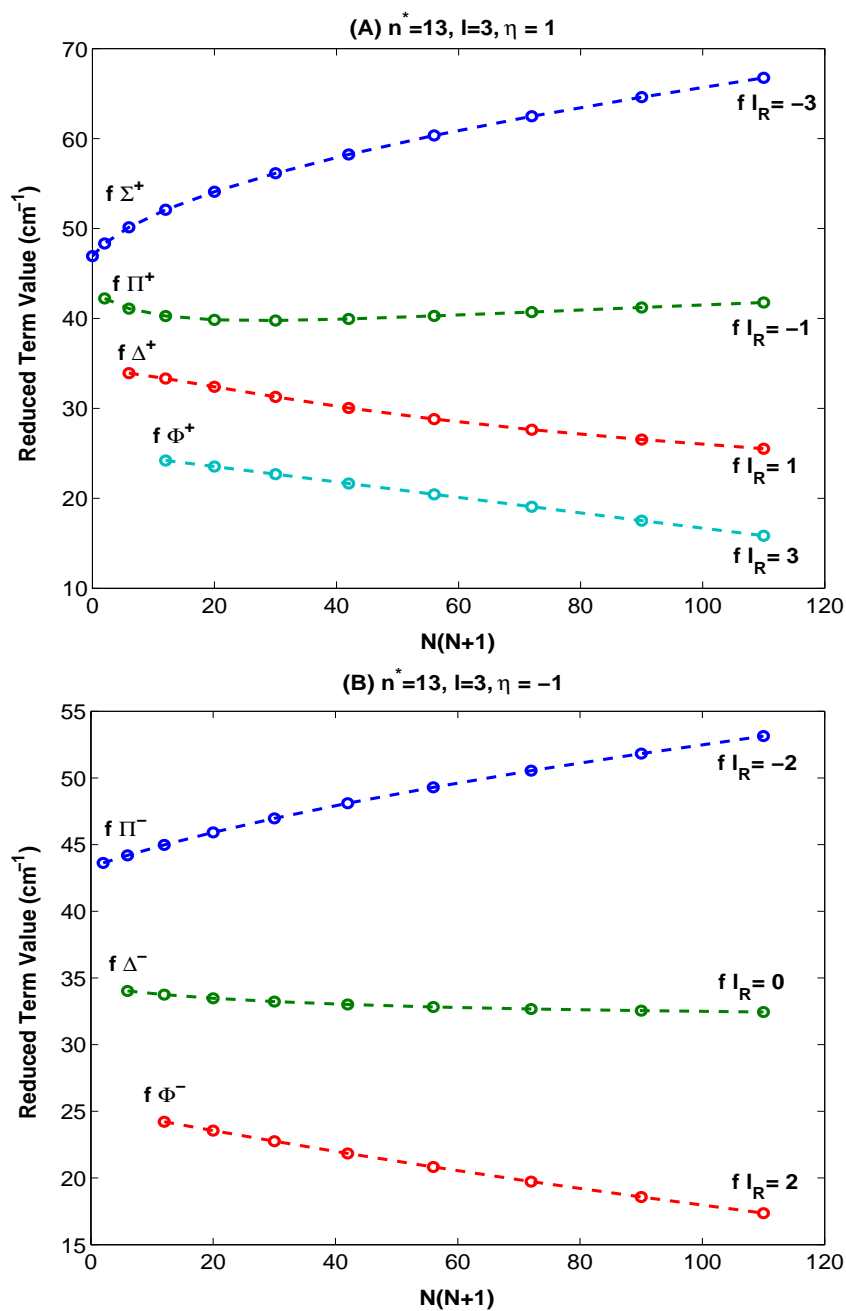 (A) n*=13, l=3, η = 1
70
f l_R= −3
60
f Σ⁺
50
f Π⁺
40
f l_R= −1
f Δ⁺
30
f Φ⁺
f l_R= 1
20
f l_R= 3
10
0
20
40
60
80
100
120
Reduced Term Value (cm⁻¹)
N(N+1)
(B) n*=13, l=3, η = −1
55
f l_R= −2
50
f Π⁻
45
40
f Δ⁻
35
f l_R= 0
30
f Φ⁻
25
20
f l_R= 2
15
0
20
40
60
80
100
120
Reduced Term Value (cm⁻¹)
N(N+1)